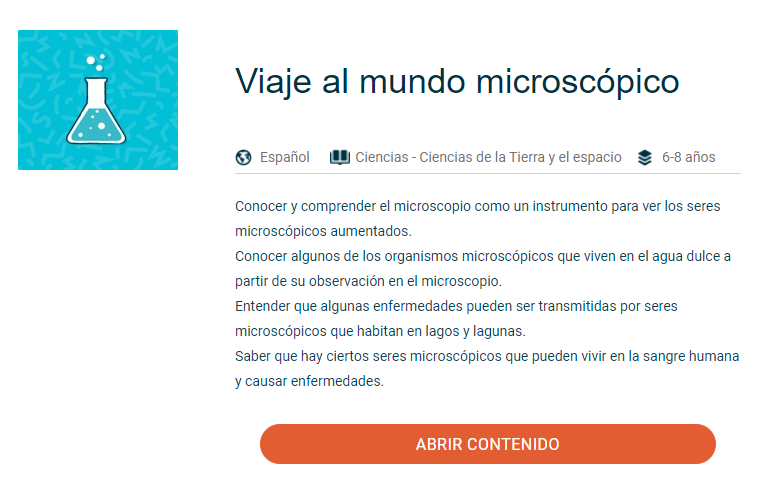 Viaje al mundo microscópico
Español
Ciencias - Ciencias de la Tierra y el espacio
6-8 años
Conocer y comprender el microscopio como un instrumento para ver los seres
microscópicos aumentados.
Conocer algunos de los organismos microscópicos que viven en el agua dulce a
partir de su observación en el microscopio.
Entender que algunas enfermedades pueden ser transmitidas por seres
microscópicos que habitan en lagos y lagunas.
Saber que hay ciertos seres microscópicos que pueden vivir en la sangre humana
y causar enfermedades.
ABRIR CONTENIDO